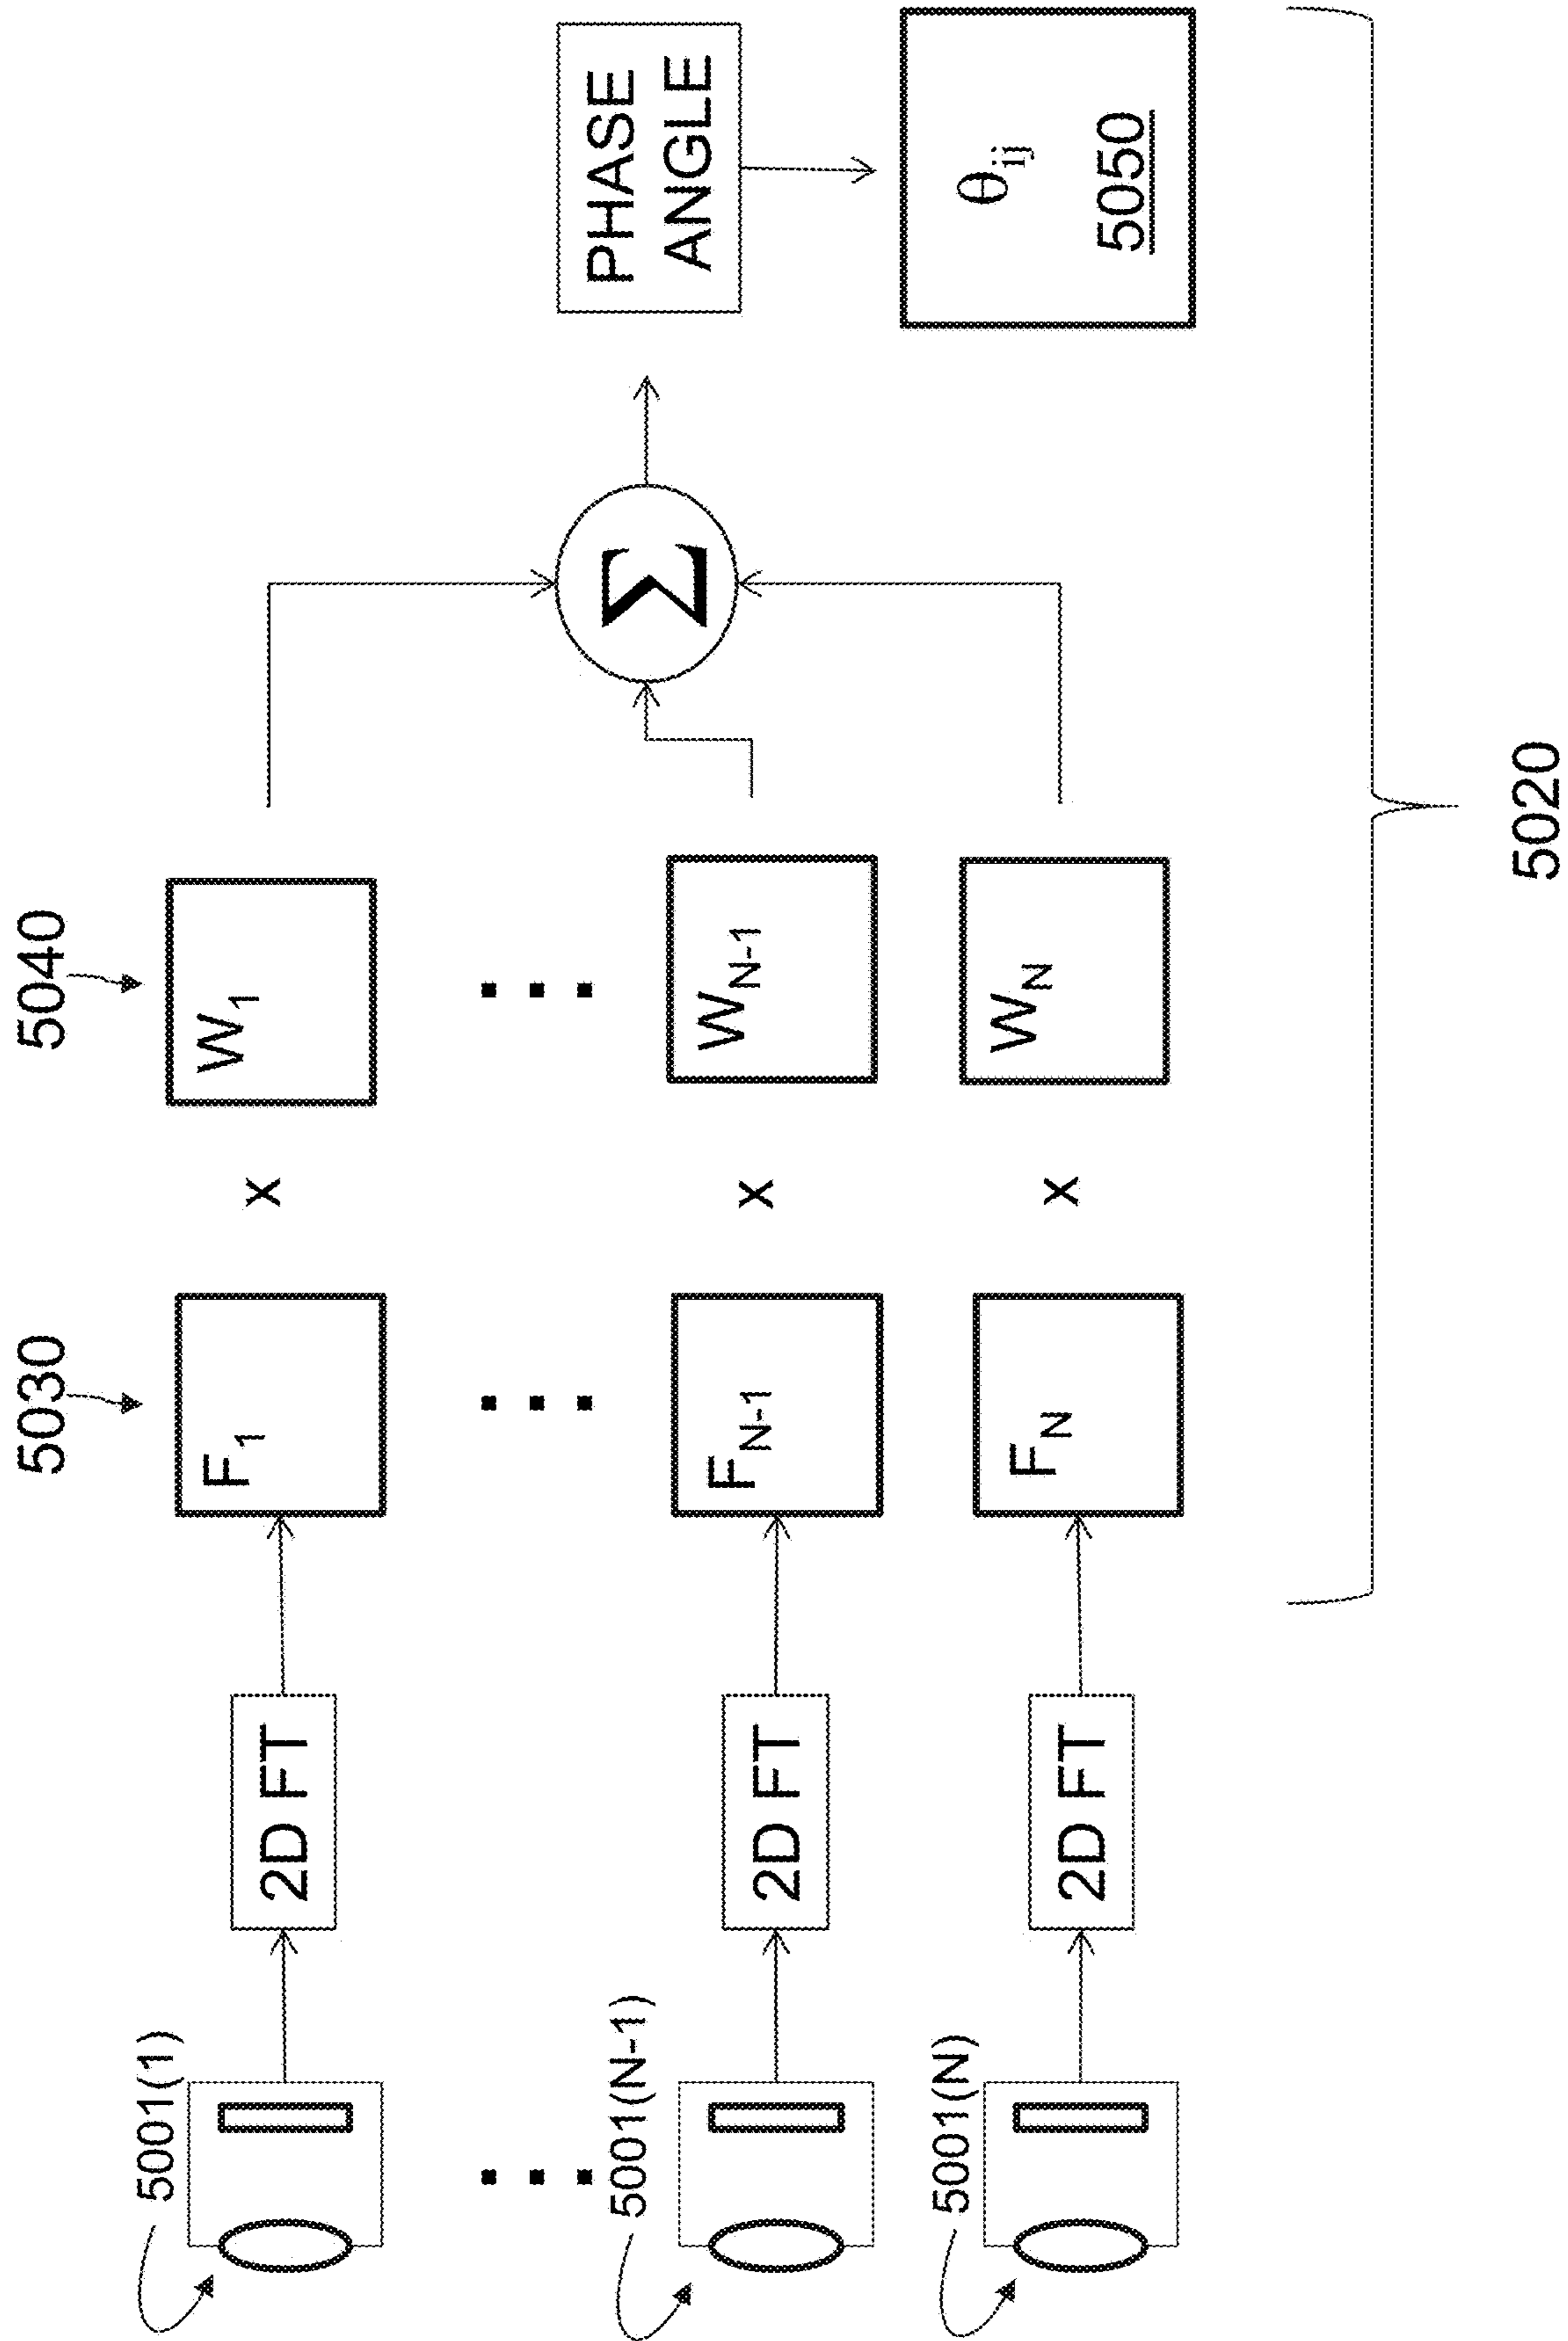 5030
5040
5001(1)
2D FT
F1
x
W1
5001(N-1)
2D FT
FN-1
x
WN-1
Σ
PHASE
ANGLE
5001(N)
2D FT
FN
x
WN
θij
5050
5020